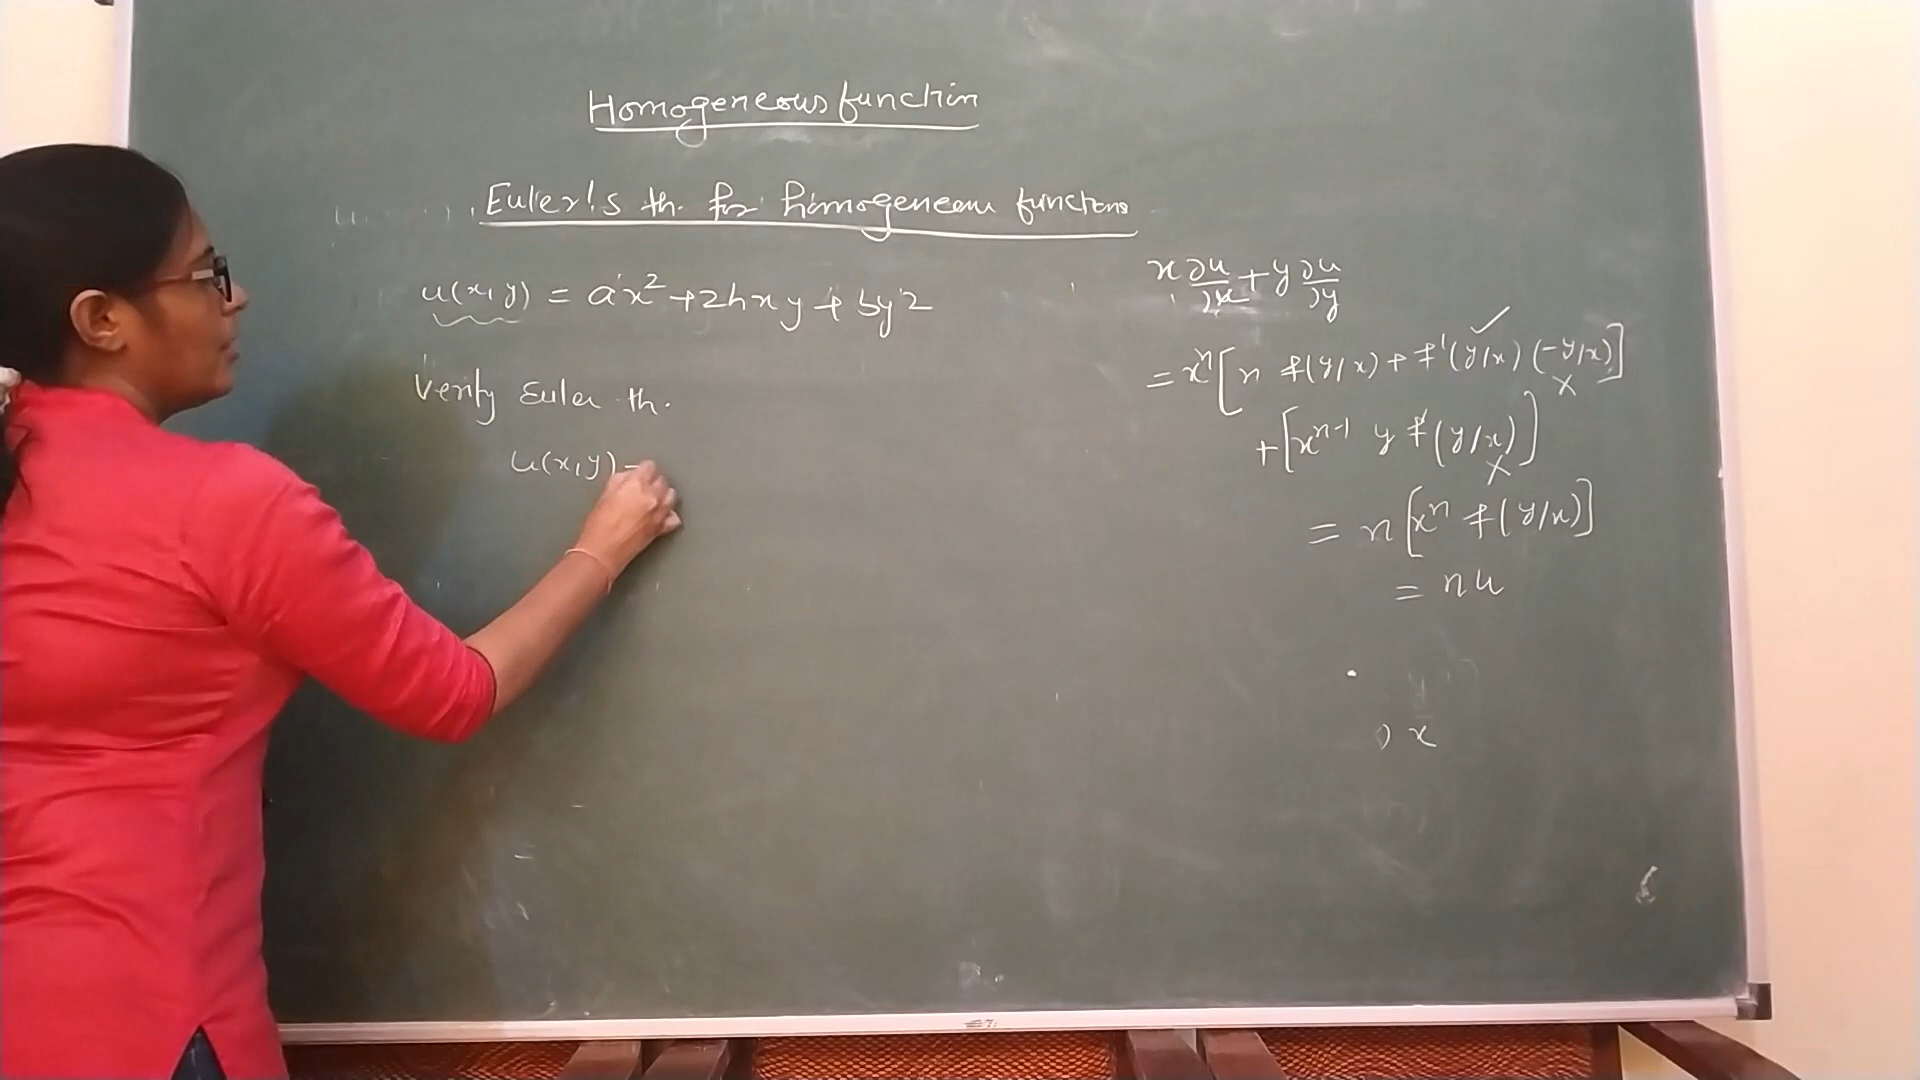 Homogeneous function
Euler's th. for homogeneous functions
u(x,y) = ax²+2hxy+by2
Verify Euler th.
u(x,y) =
x ∂u/∂x + y ∂u/∂y
= xⁿ[n f(y/x) + f'(y/x) (-y/x)]
x
+[xⁿ⁻¹ y f'(y/x)]
x
= n [xⁿ f(y/x)]
= nu
x